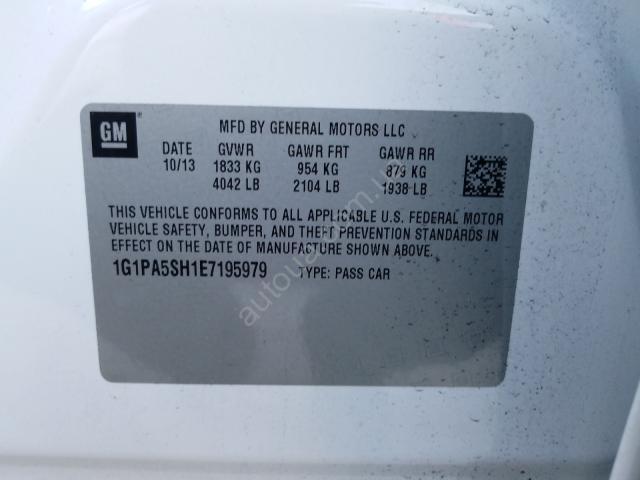 GM
MFD BY GENERAL MOTORS LLC
DATE GVWR GAWR FRT GAWR RR
10/13 1833 KG 954 KG 879 KG
4042 LB 2104 LB 1938 LB
THIS VEHICLE CONFORMS TO ALL APPLICABLE U.S. FEDERAL MOTOR
VEHICLE SAFETY, BUMPER, AND THEFT PREVENTION STANDARDS IN
EFFECT ON THE DATE OF MANUFACTURE SHOWN ABOVE.
1G1PA5SH1E7195979 TYPE: PASS CAR